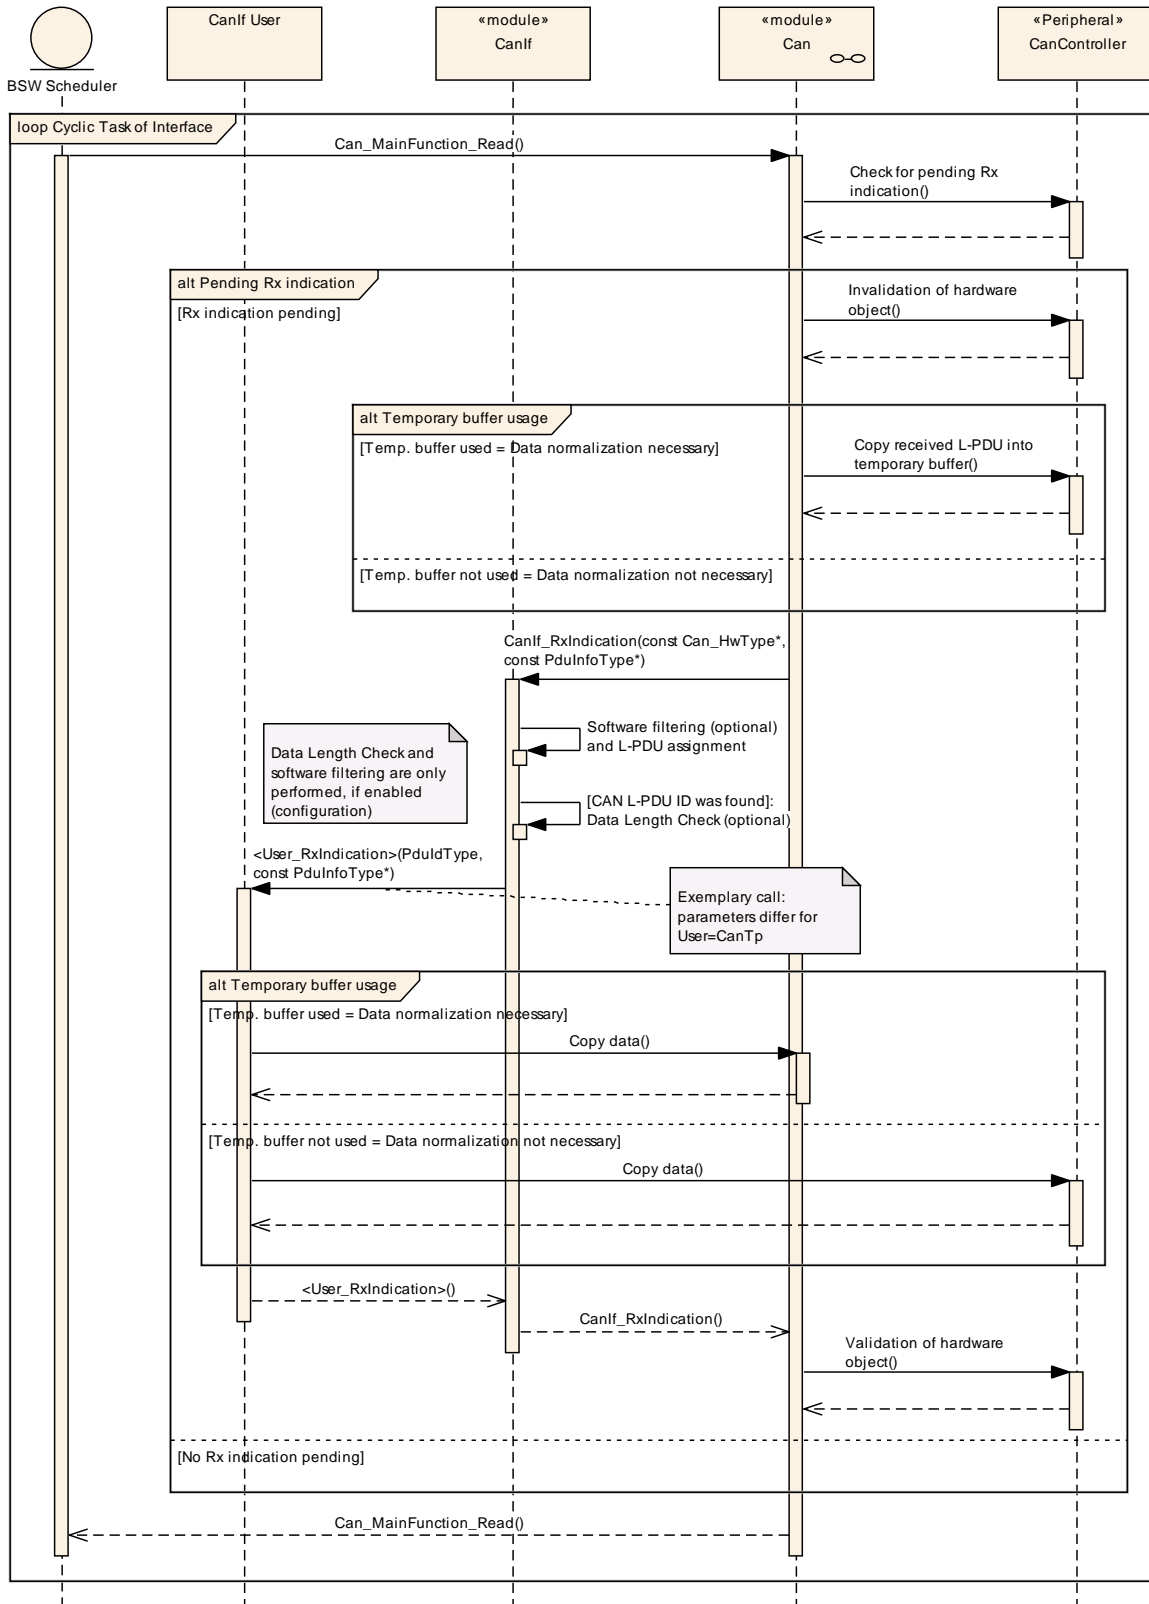 CanIf User
«module»
CanIf
«module»
Can
«Peripheral»
CanController
BSW Scheduler
loop Cyclic Task of Interface
Can_MainFunction_Read()
Check for pending Rx
indication()
alt Pending Rx indication
[Rx indication pending]
Invalidation of hardware
object()
alt Temporary buffer usage
[Temp. buffer used = Data normalization necessary]
Copy received L-PDU into
temporary buffer()
[Temp. buffer not used = Data normalization not necessary]
CanIf_RxIndication(const Can_HwType*,
const PduInfoType*)
Software filtering (optional)
and L-PDU assignment
Data Length Check and
software filtering are only
performed, if enabled
(configuration)
[CAN L-PDU ID was found]:
Data Length Check (optional)
<User_RxIndication>(PduIdType,
const PduInfoType*)
Exemplary call:
parameters differ for
User=CanTp
alt Temporary buffer usage
[Temp. buffer used = Data normalization necessary]
Copy data()
[Temp. buffer not used = Data normalization not necessary]
Copy data()
<User_RxIndication>()
CanIf_RxIndication()
Validation of hardware
object()
[No Rx indication pending]
Can_MainFunction_Read()